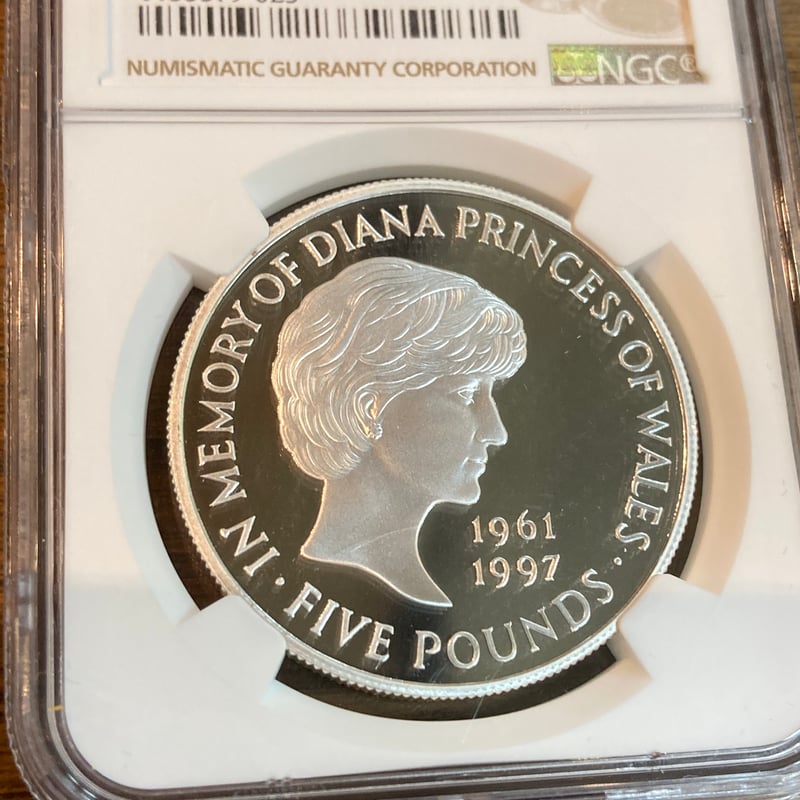 NUMISMATIC GUARANTY CORPORATION
NGC®
IN MEMORY OF DIANA PRINCESS OF WALES
1961
1997
· FIVE POUNDS ·